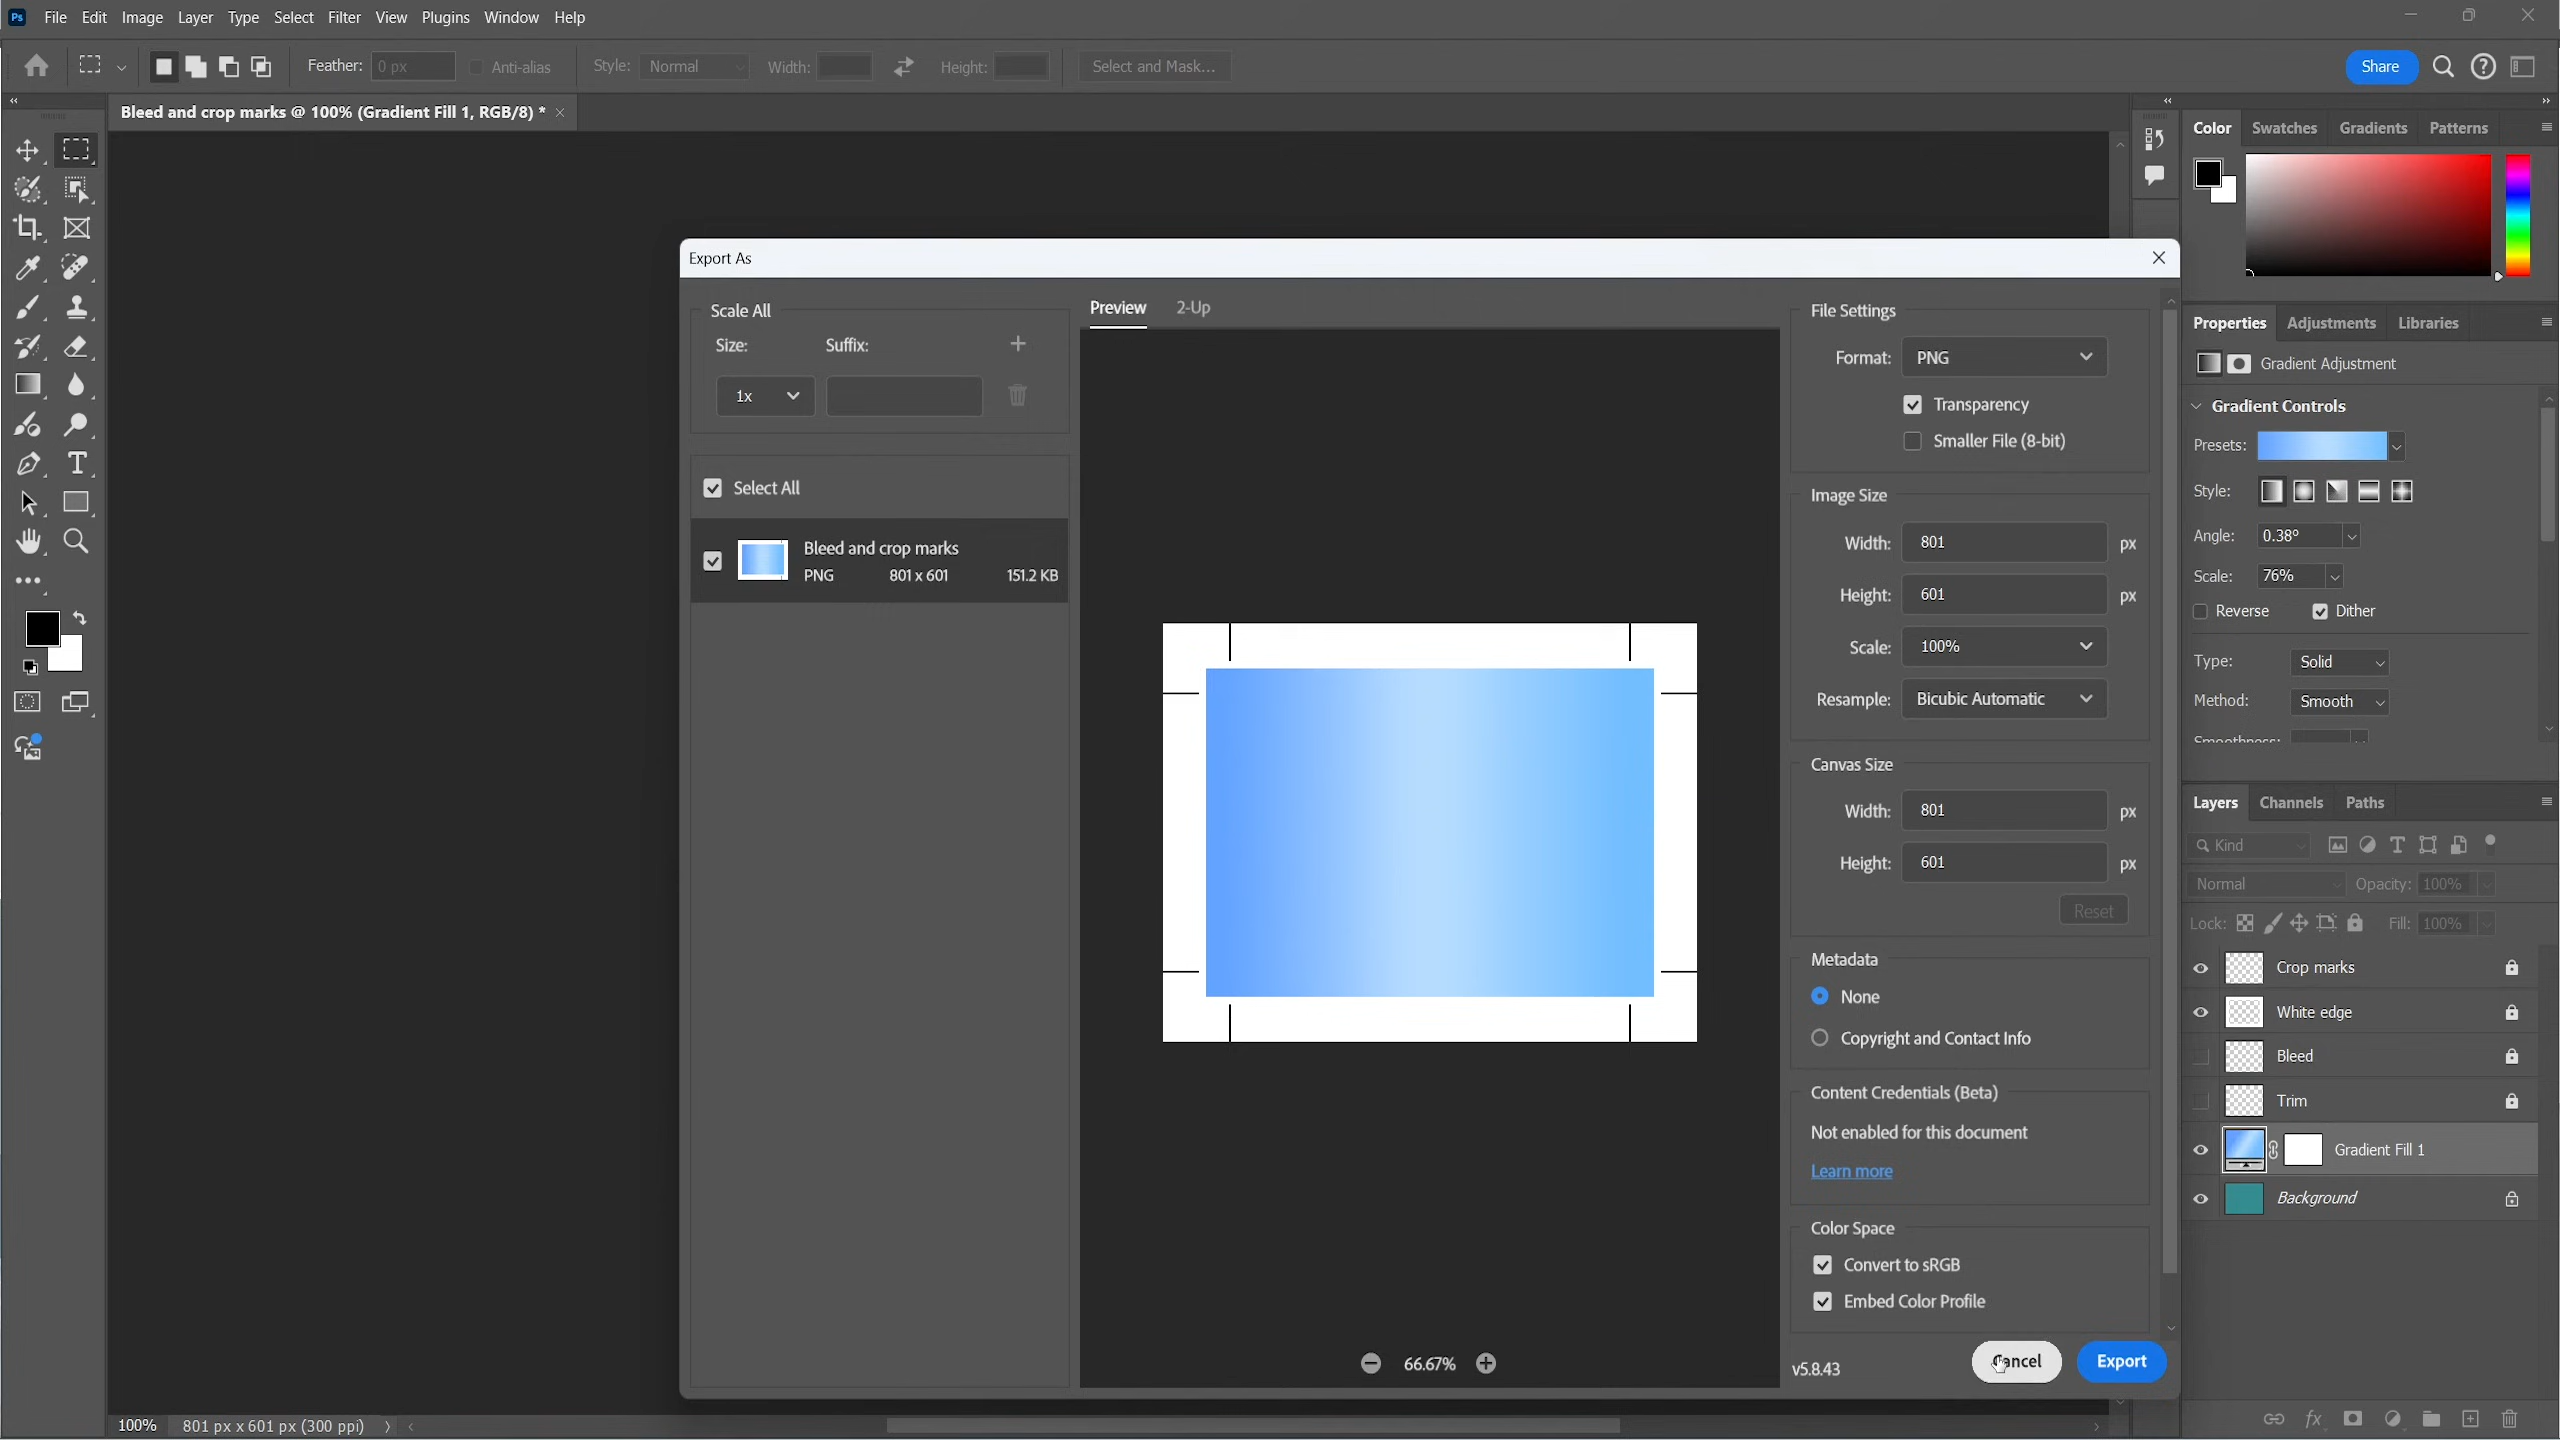 Ps File Edit Image Layer Type Select Filter View Plugins Window Help
Feather: 0 px Anti-alias Style: Normal Width: Height: Select and Mask... Share
Bleed and crop marks @ 100% (Gradient Fill 1, RGB/8) *
Color Swatches Gradients Patterns
Export As
Scale All
Size: Suffix:
1x
Select All
Bleed and crop marks
PNG 801 x 601 151.2 KB
Preview 2-Up
66.67%
File Settings
Format: PNG
Transparency
Smaller File (8-bit)
Image Size
Width: 801 px
Height: 601 px
Scale: 100%
Resample: Bicubic Automatic
Canvas Size
Width: 801 px
Height: 601 px
Reset
Metadata
None
Copyright and Contact Info
Content Credentials (Beta)
Not enabled for this document
Learn more
Color Space
Convert to sRGB
Embed Color Profile
v5.8.43 Cancel Export
Properties Adjustments Libraries
Gradient Adjustment
Gradient Controls
Presets:
Style:
Angle: 0.38°
Scale: 76%
Reverse Dither
Type: Solid
Method: Smooth
Smoothness:
Layers Channels Paths
Kind
Normal Opacity: 100%
Lock: Fill: 100%
Crop marks
White edge
Bleed
Trim
Gradient Fill 1
Background
fx
100% 801 px x 601 px (300 ppi)